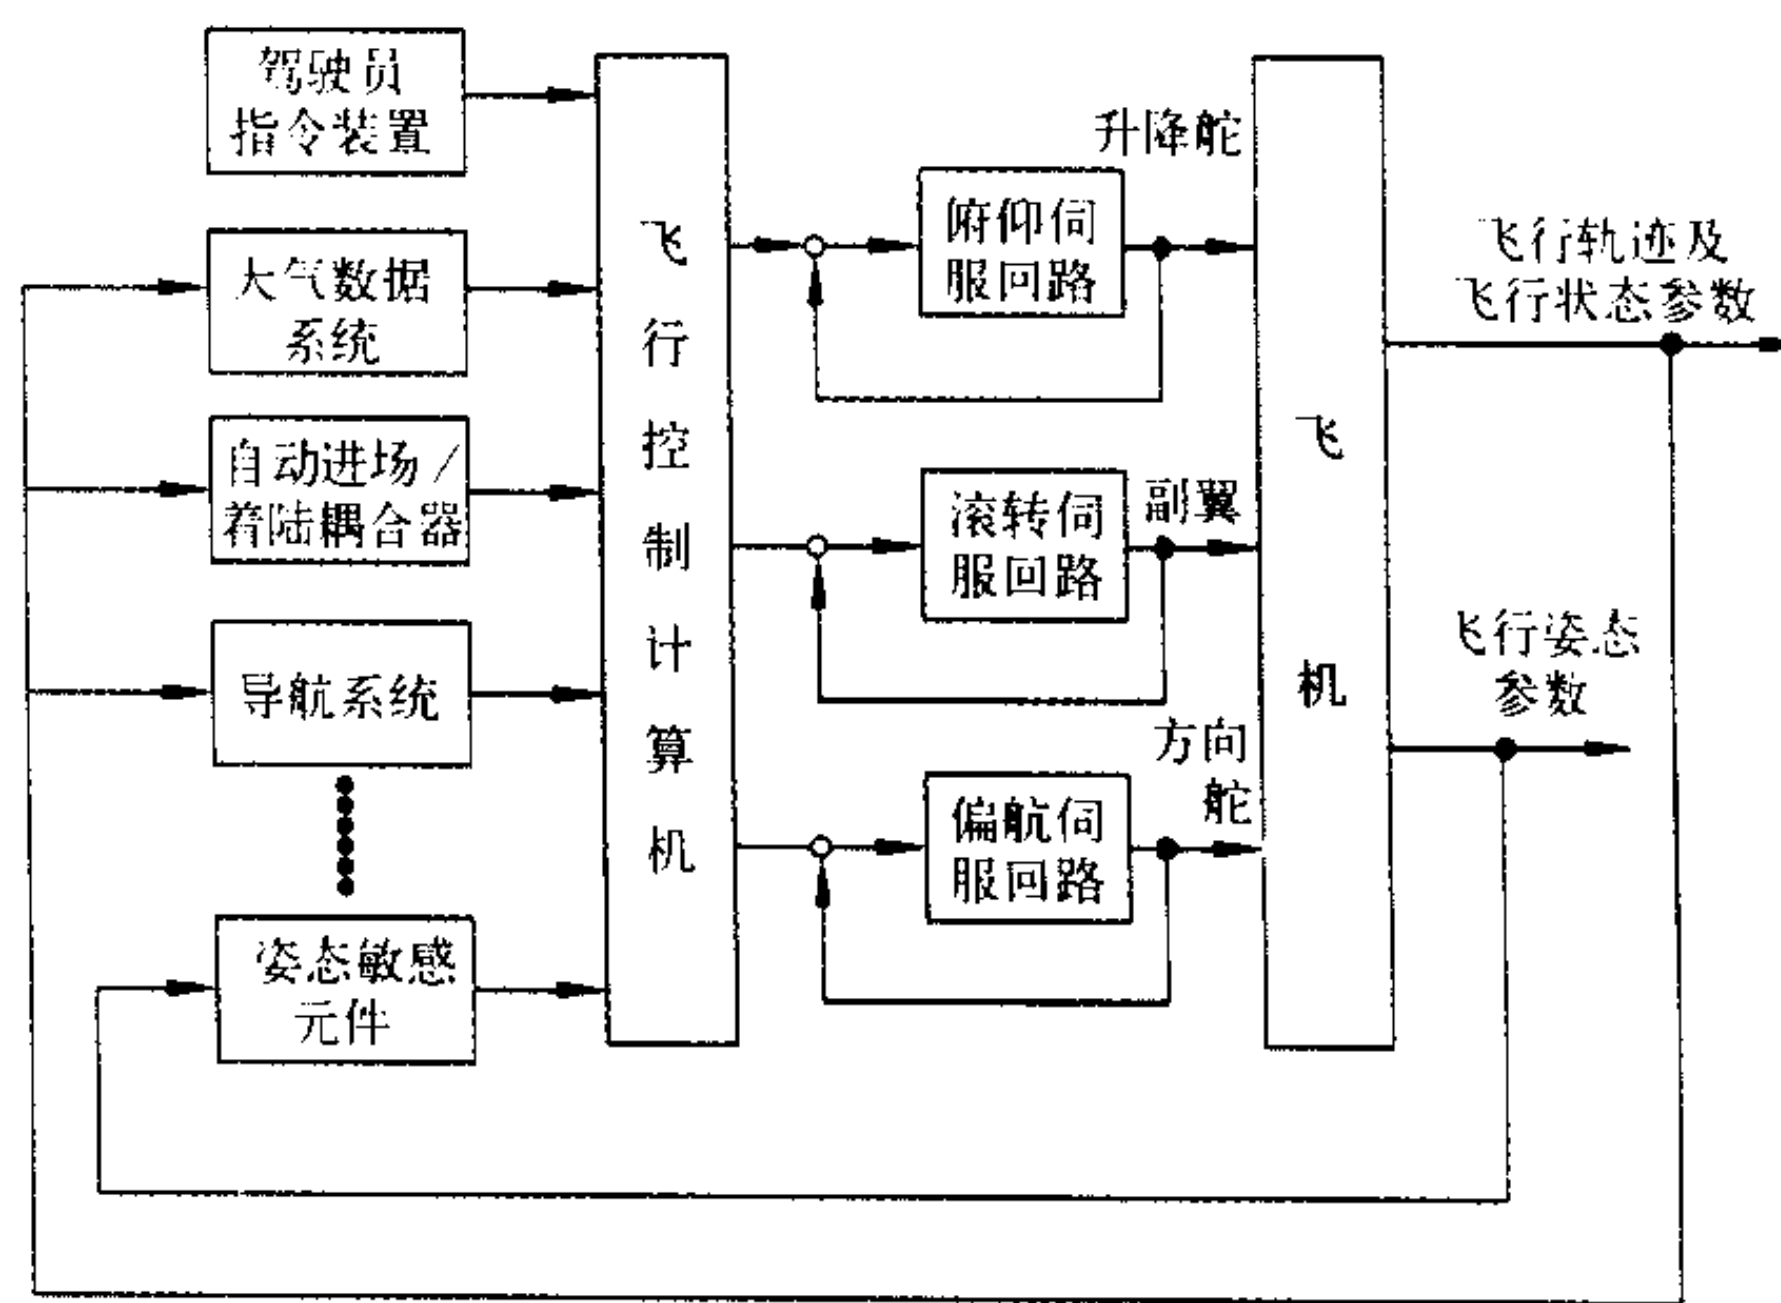 驾驶员
指令装置
大气数据
系统
自动进场/
着陆耦合器
导航系统
姿态敏感
元件
飞行控制计算机
升降舵
俯仰伺
服回路
副翼
滚转伺
服回路
方向
舵
偏航伺
服回路
飞机
飞行轨迹及
飞行状态参数
飞行姿态
参数